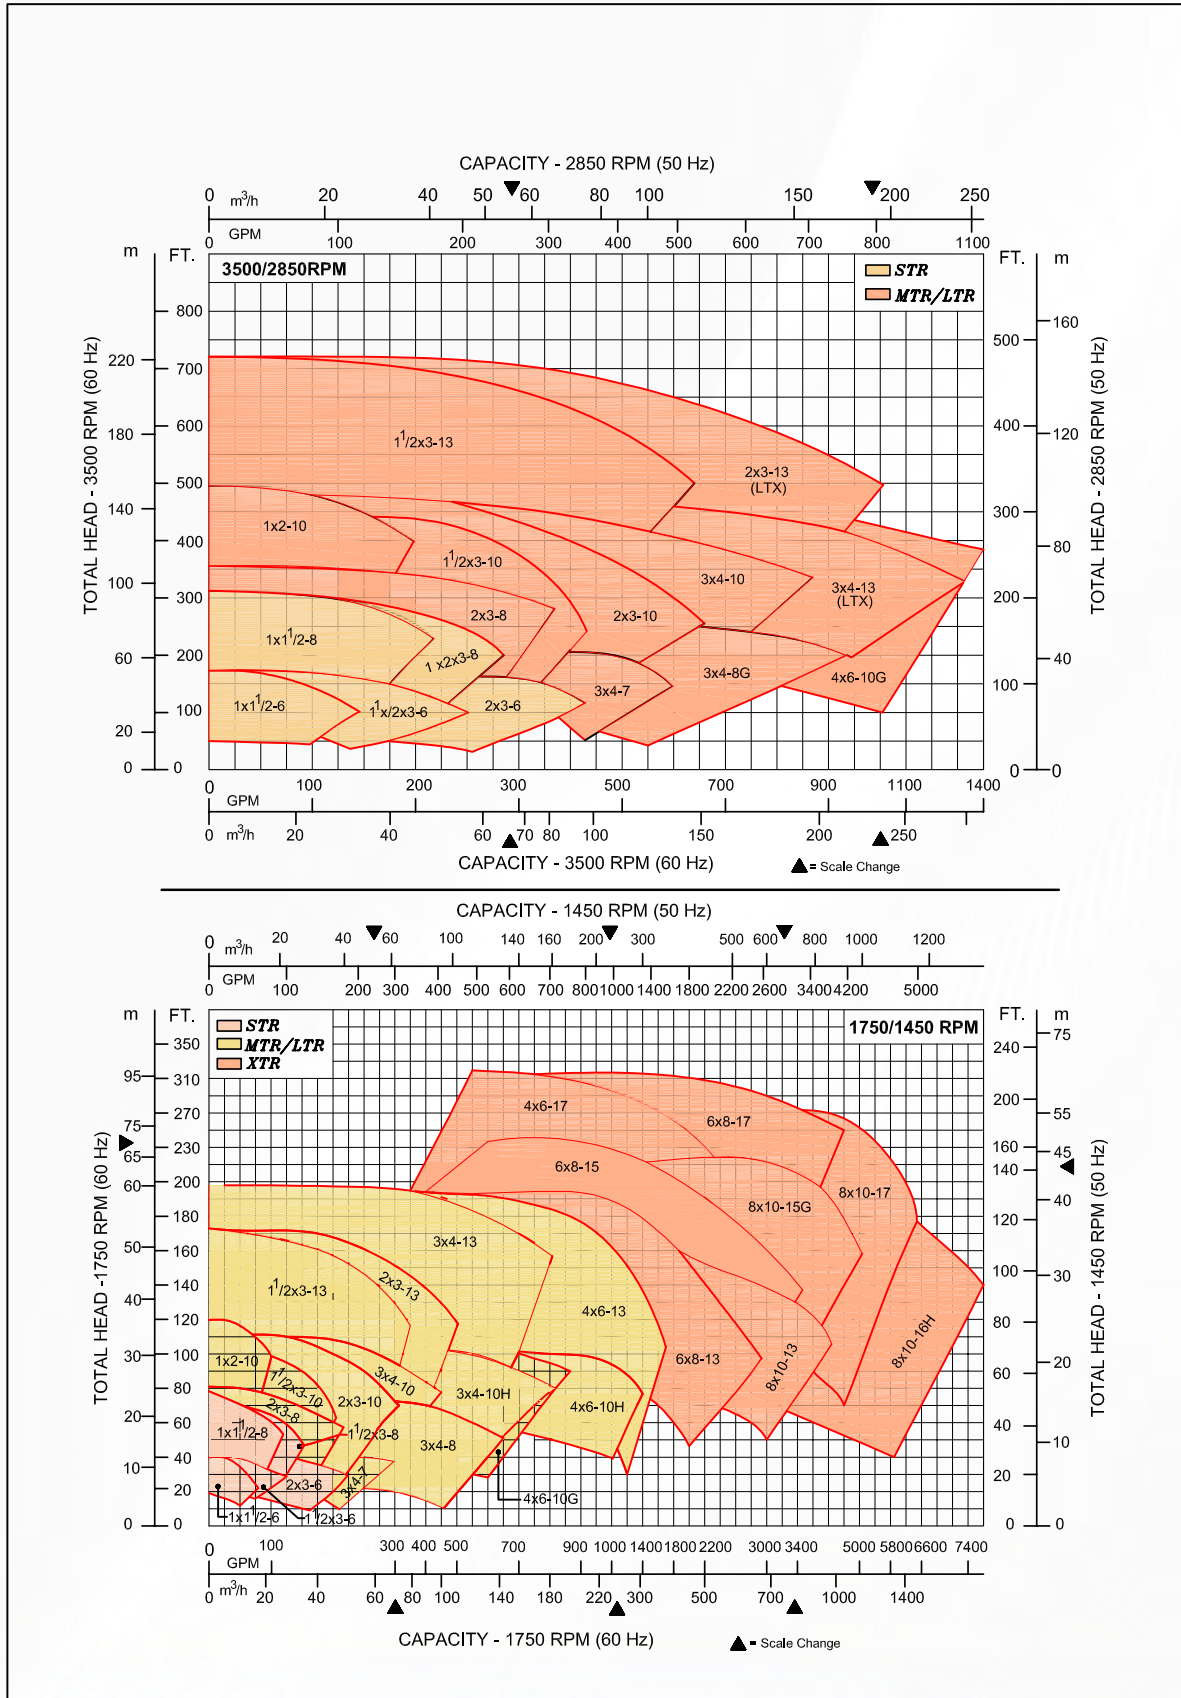 CAPACITY - 2850 RPM (50 Hz)
0 m³/h 20 40 50 60 80 100 150 200 250
0 GPM 100 200 300 400 500 600 700 800 1100
m FT. 3500/2850RPM STR FT. m
MTR/LTR
800 500 160
220 700
180 600 400 120
1 1/2x3-13
2x3-13
(LTX)
500
140 300
1x2-10
400 80
1 1/2x3-10
3x4-10
3x4-13
(LTX)
100 300 200
2x3-8 2x3-10
1x1 1/2-8
60 200 40
1 x2x3-8
3x4-7 3x4-8G 4x6-10G
100
1x1 1/2-6 1 1x/2x3-6 2x3-6
100
20
0 0 0 0
TOTAL HEAD - 3500 RPM (60 Hz)
TOTAL HEAD - 2850 RPM (50 Hz)
0 GPM 100 200 300 500 700 900 1100 1400
0 m³/h 20 40 60 70 80 100 150 200 250
CAPACITY - 3500 RPM (60 Hz)
= Scale Change
CAPACITY - 1450 RPM (50 Hz)
0 m³/h 20 40 60 100 140 160 200 300 500 600 800 1000 1200
0 GPM 100 200 300 400 500 600 700 800 1000 1400 1800 2200 2600 3400 4200 5000
m FT. STR 1750/1450 RPM FT. m
MTR/LTR
XTR
350 240 75
95 310
4x6-17 6x8-17
270 200 55
75
230 160 45
65
6x8-15
140
60 200 8x10-15G 8x10-17 40
180 120
50 160 3x4-13
2x3-13
100 30
1 1/2x3-13
140
40
4x6-13
120 80
30 100 20
1x2-10 1 1/2x3-10 3x4-10 3x4-10H 6x8-13 8x10-13 8x10-16H
60
80
2x3-10 4x6-10H
20 60 40
2x3-8
1x1 1/2-8 1 1/2x3-8 3x4-8
10
40
10 20
2x3-6 3x4-7
20
4x6-10G
1x1 1/2-6 1 1/2x3-6
0 0 0 0
TOTAL HEAD -1750 RPM (60 Hz)
TOTAL HEAD - 1450 RPM (50 Hz)
0 GPM 100 300 400 500 700 900 1000 1400 1800 2200 3000 3400 5000 5800 6600 7400
0 m³/h 20 40 60 80 100 140 180 220 300 500 700 1000 1400
CAPACITY - 1750 RPM (60 Hz)
= Scale Change